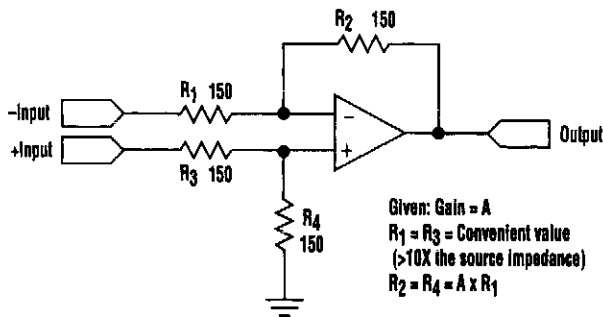 R2 150
R1 150
–Input
+Input
R3 150
R4
150
–
+
Output
Given: Gain = A
R1 = R3 = Convenient value
(>10X the source impedance)
R2 = R4 = A x R1